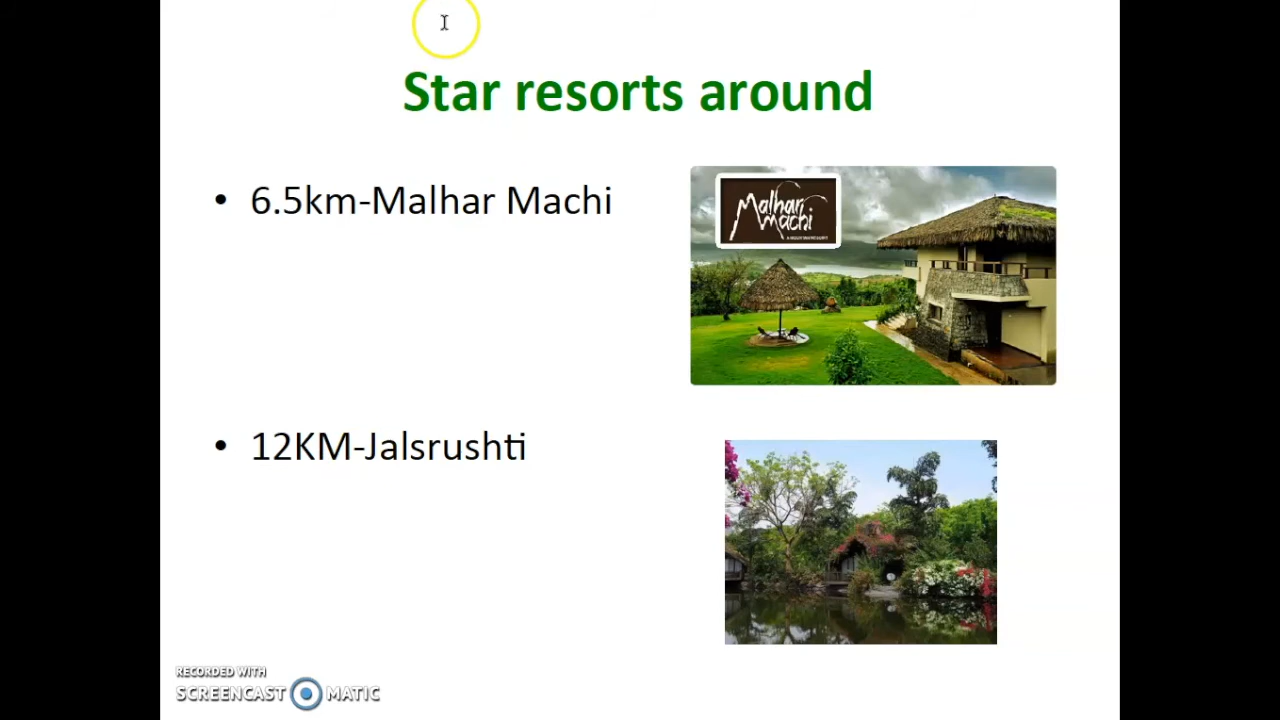 Star resorts around
• 6.5km-Malhar Machi
Malhar
Machi
• 12KM-Jalsrushti
RECORDED WITH
SCREENCAST MATIC